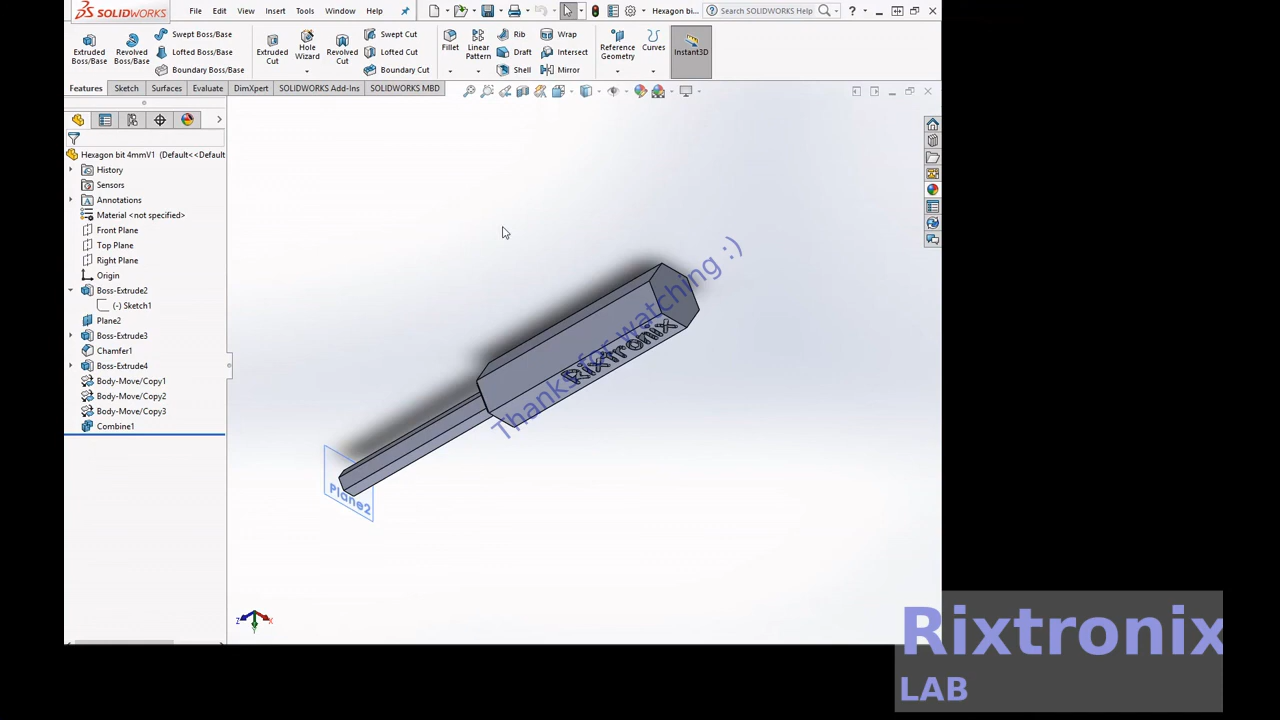 SOLIDWORKS
File Edit View Insert Tools Window Help
Hexagon bi...
Search SOLIDWORKS Help
Extruded Boss/Base
Revolved Boss/Base
Swept Boss/Base
Lofted Boss/Base
Boundary Boss/Base
Extruded Cut
Hole Wizard
Revolved Cut
Swept Cut
Lofted Cut
Boundary Cut
Fillet
Linear Pattern
Rib
Draft
Shell
Wrap
Intersect
Mirror
Reference Geometry
Curves
Instant3D
Features Sketch Surfaces Evaluate DimXpert SOLIDWORKS Add-Ins SOLIDWORKS MBD
Hexagon bit 4mmV1 (Default<<Default
History
Sensors
Annotations
Material <not specified>
Front Plane
Top Plane
Right Plane
Origin
Boss-Extrude2
(-) Sketch1
Plane2
Boss-Extrude3
Chamfer1
Boss-Extrude4
Body-Move/Copy1
Body-Move/Copy2
Body-Move/Copy3
Combine1
Thanks for watching :)
Rixtronix
Plane2
Z X Y
Rixtronix
LAB